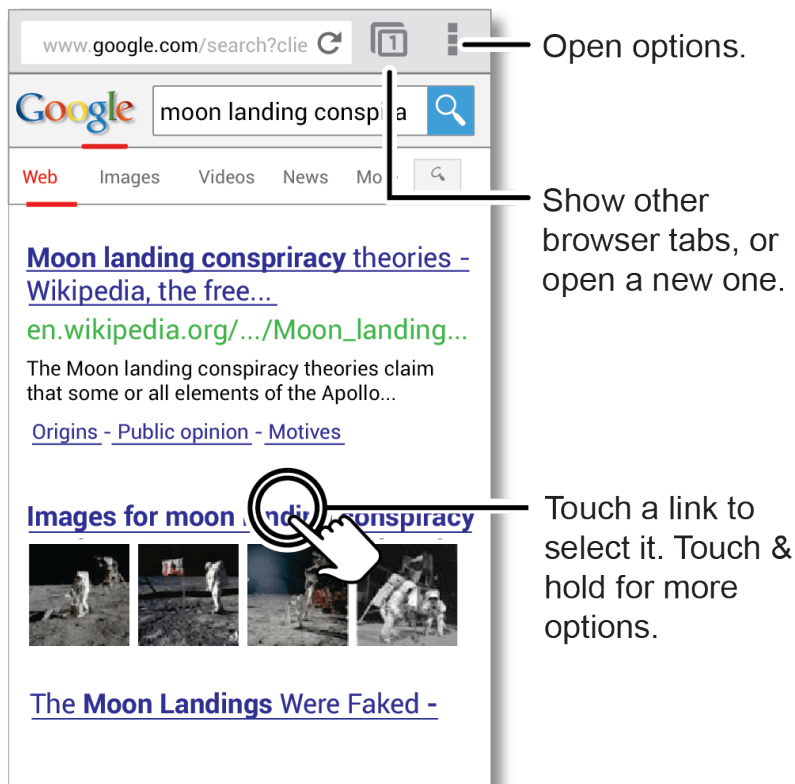 www.google.com/search?clie
1
Open options.
Google
moon landing conspira
Web Images Videos News Mo
Show other
browser tabs, or
open a new one.
Moon landing conspriracy theories -
Wikipedia, the free...
en.wikipedia.org/.../Moon_landing...
The Moon landing conspiracy theories claim
that some or all elements of the Apollo...
Origins - Public opinion - Motives
Images for moon landing conspiracy
Touch a link to
select it. Touch &
hold for more
options.
The Moon Landings Were Faked -